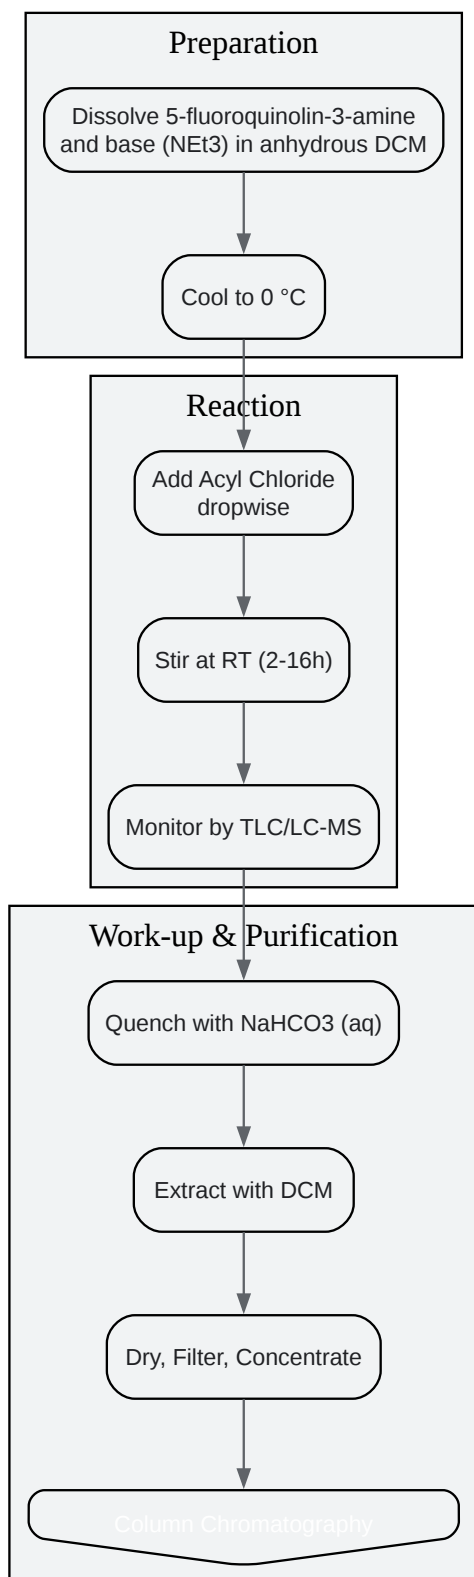 Preparation
Dissolve 5-fluoroquinolin-3-amine
and base (NEt3) in anhydrous DCM
Cool to 0 °C
Reaction
Add Acyl Chloride
dropwise
Stir at RT (2-16h)
Monitor by TLC/LC-MS
Work-up & Purification
Quench with NaHCO3 (aq)
Extract with DCM
Dry, Filter, Concentrate
Column Chromatography